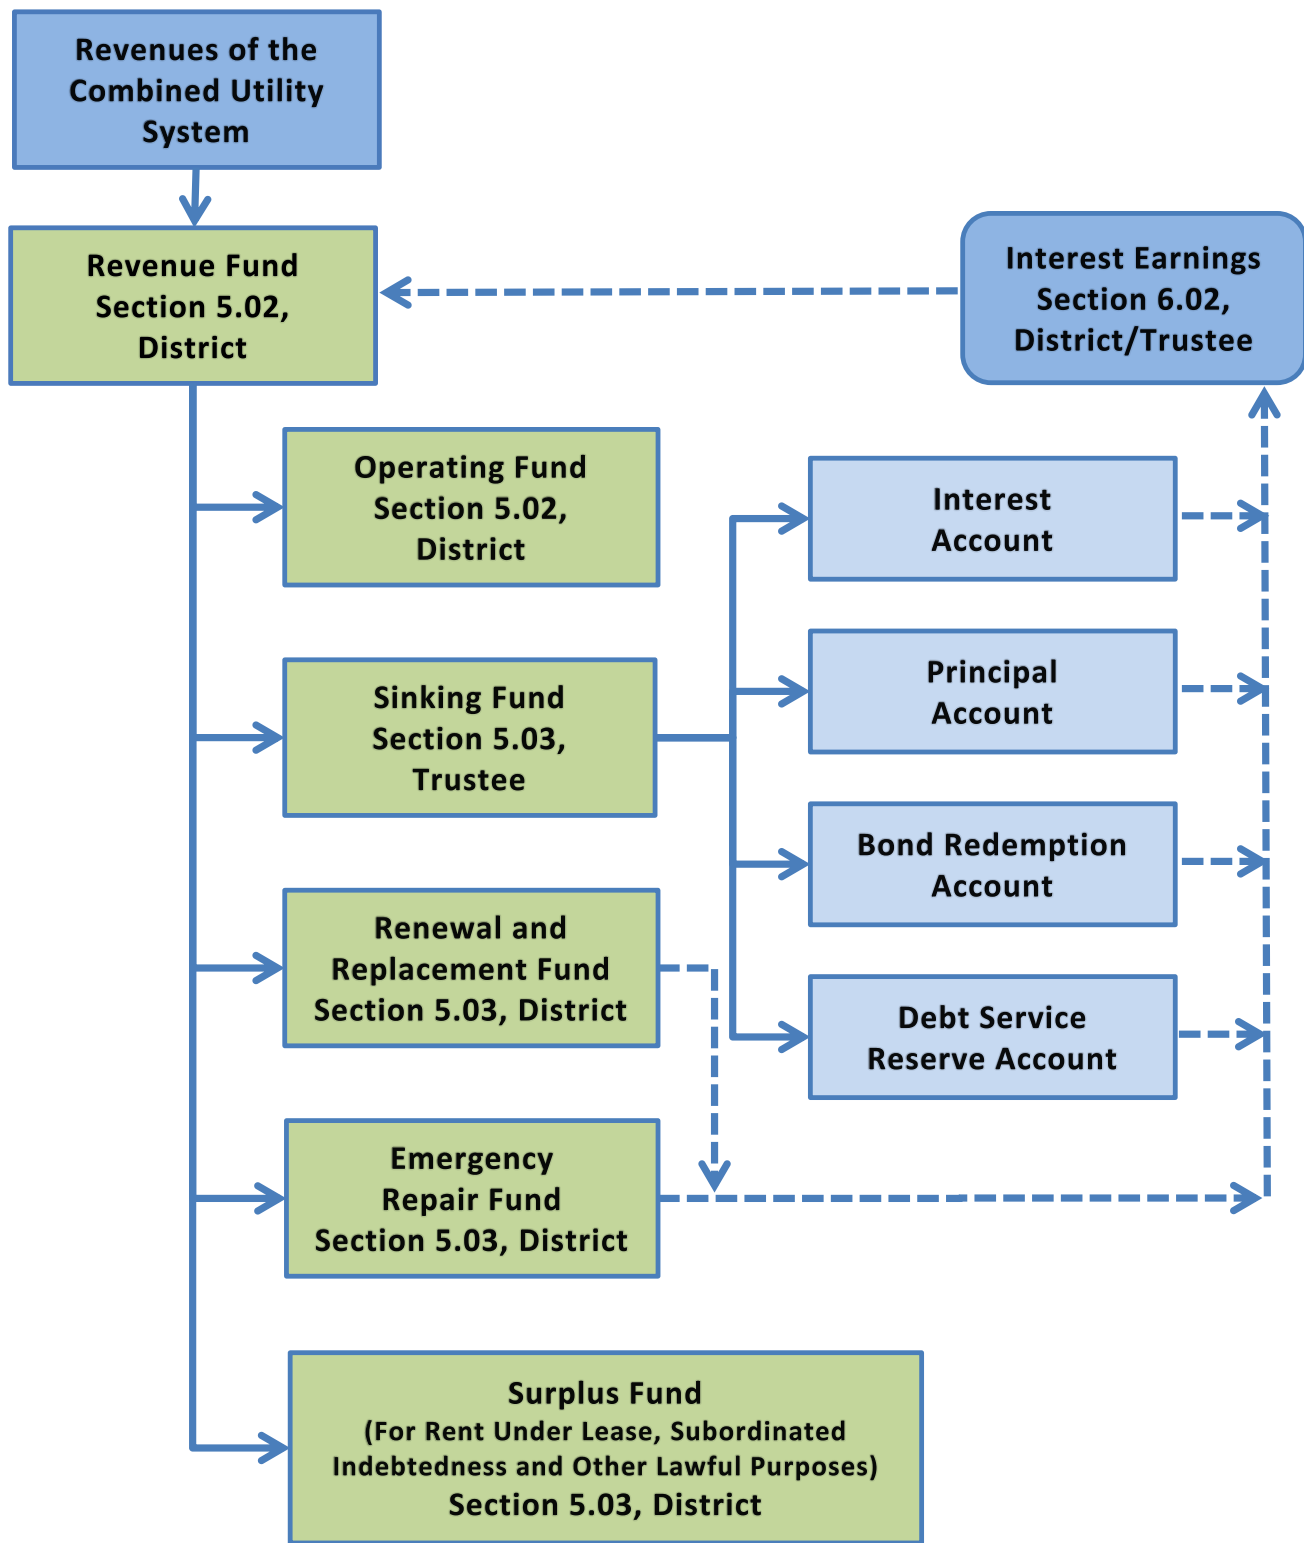 Revenues of the
Combined Utility
System
Revenue Fund
Section 5.02,
District
Interest Earnings
Section 6.02,
District/Trustee
Operating Fund
Section 5.02,
District
Interest
Account
Sinking Fund
Section 5.03,
Trustee
Principal
Account
Bond Redemption
Account
Renewal and
Replacement Fund
Section 5.03, District
Debt Service
Reserve Account
Emergency
Repair Fund
Section 5.03, District
Surplus Fund
(For Rent Under Lease, Subordinated
Indebtedness and Other Lawful Purposes)
Section 5.03, District